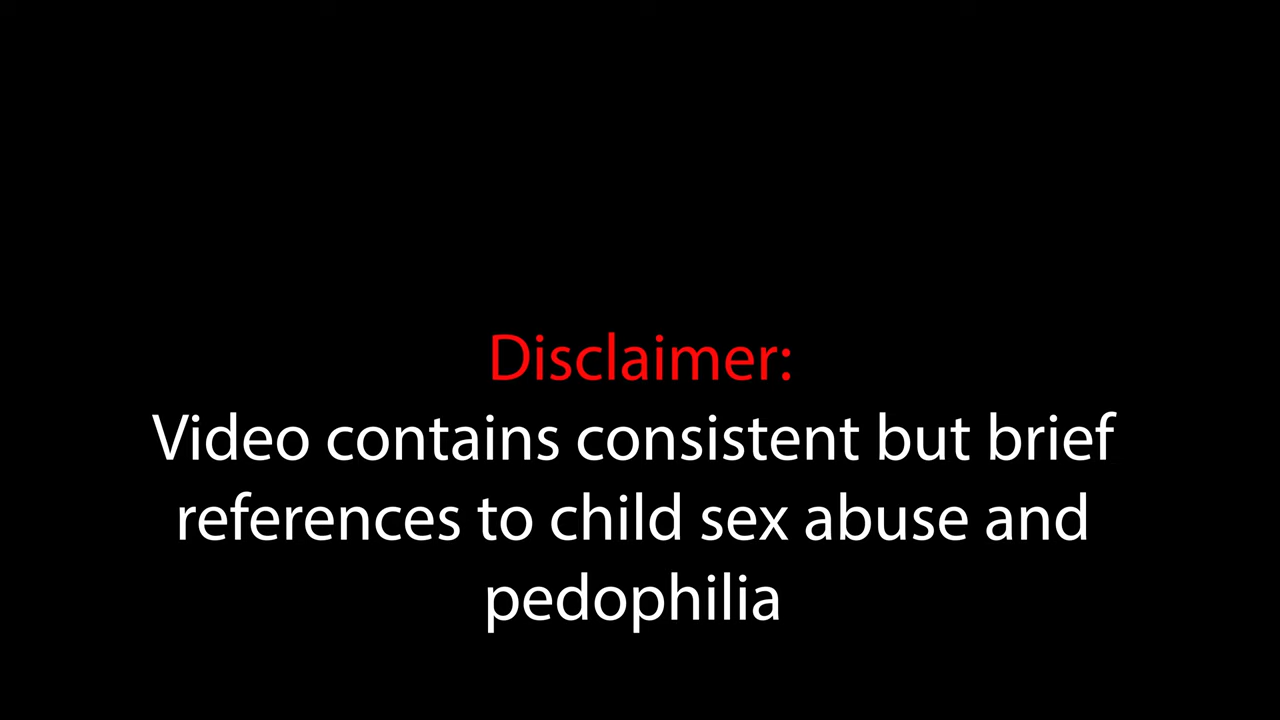 Disclaimer:
Video contains consistent but brief
references to child sex abuse and
pedophilia